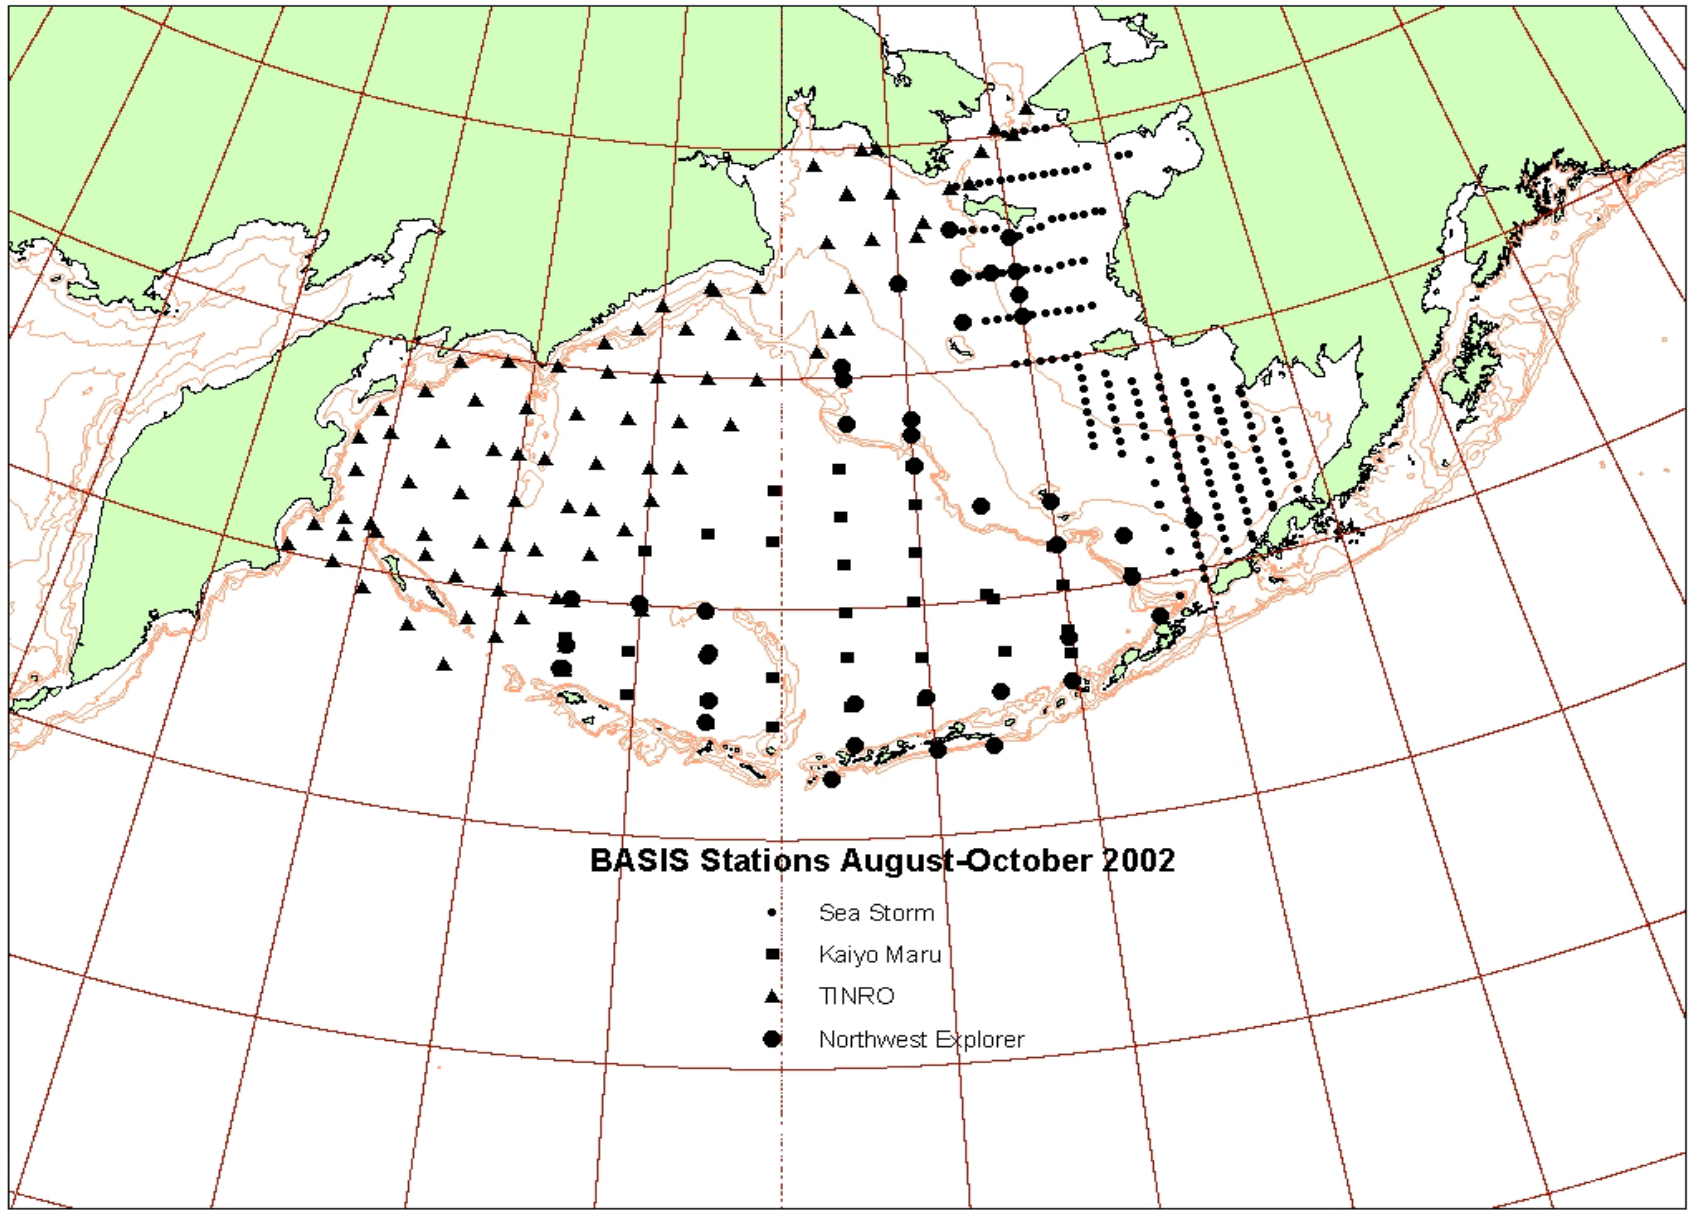 BASIS Stations August-October 2002
Sea Storm
Kaiyo Maru
TINRO
Northwest Explorer